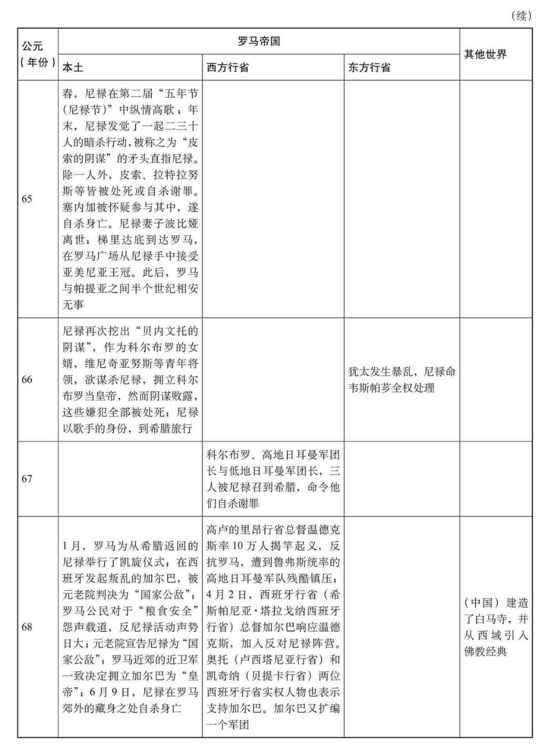 （续）
公元
（年份）
罗马帝国
其他世界
本土
西方行省
东方行省
65
春，尼禄在第二届“五年节
(尼禄节)”中纵情高歌；年
末，尼禄发觉了一起二三十
人的暗杀行动，被称之为“皮
索的阴谋”的矛头直指尼禄。
除一人外，皮索、拉特拉努
斯等皆被处死或自杀谢罪。
塞内加被怀疑参与其中，遂
自杀身亡。尼禄妻子波比娅
离世；梯里达底到达罗马，
在罗马广场从尼禄手中接受
亚美尼亚王冠。此后，罗马
与帕提亚之间半个世纪相安
无事
66
尼禄再次挖出“贝内文托的
阴谋”，作为科尔布罗的女
婿，维尼奇亚努斯等青年将
领，欲谋杀尼禄，拥立科尔
布罗当皇帝，然而阴谋败露，
这些嫌犯全部被处死；尼禄
以歌手的身份，到希腊旅行
犹太发生暴乱，尼禄命
韦斯帕芗全权处理
67
科尔布罗、高地日耳曼军团
长与低地日耳曼军团长，三
人被尼禄召到希腊，命令他
们自杀谢罪
68
1 月，罗马为从希腊返回的
尼禄举行了凯旋仪式；在西
班牙发起叛乱的加尔巴，被
元老院判决为“国家公敌”；
罗马公民对于“粮食安全”
怨声载道，反尼禄活动声势
日大；元老院宣告尼禄为“国
家公敌”；罗马近郊的近卫军
一致决定拥立加尔巴为“皇
帝”；6 月 9 日，尼禄在罗马
郊外的藏身之处自杀身亡
高卢的里昂行省总督温德克
斯率 10 万人揭竿起义，反
抗罗马，遭到鲁弗斯统率的
高地日耳曼军队残酷镇压；
4 月 2 日，西班牙行省（希
斯帕尼亚·塔拉戈纳西班牙
行省）总督加尔巴响应温德
克斯，加入反对尼禄阵营。
奥托（卢西塔尼亚行省）和
凯奇纳（贝提卡行省）两位
西班牙行省实权人物也表示
支持加尔巴。加尔巴又扩编
一个军团
（中国）建造
了白马寺，并
从西域引入
佛教经典